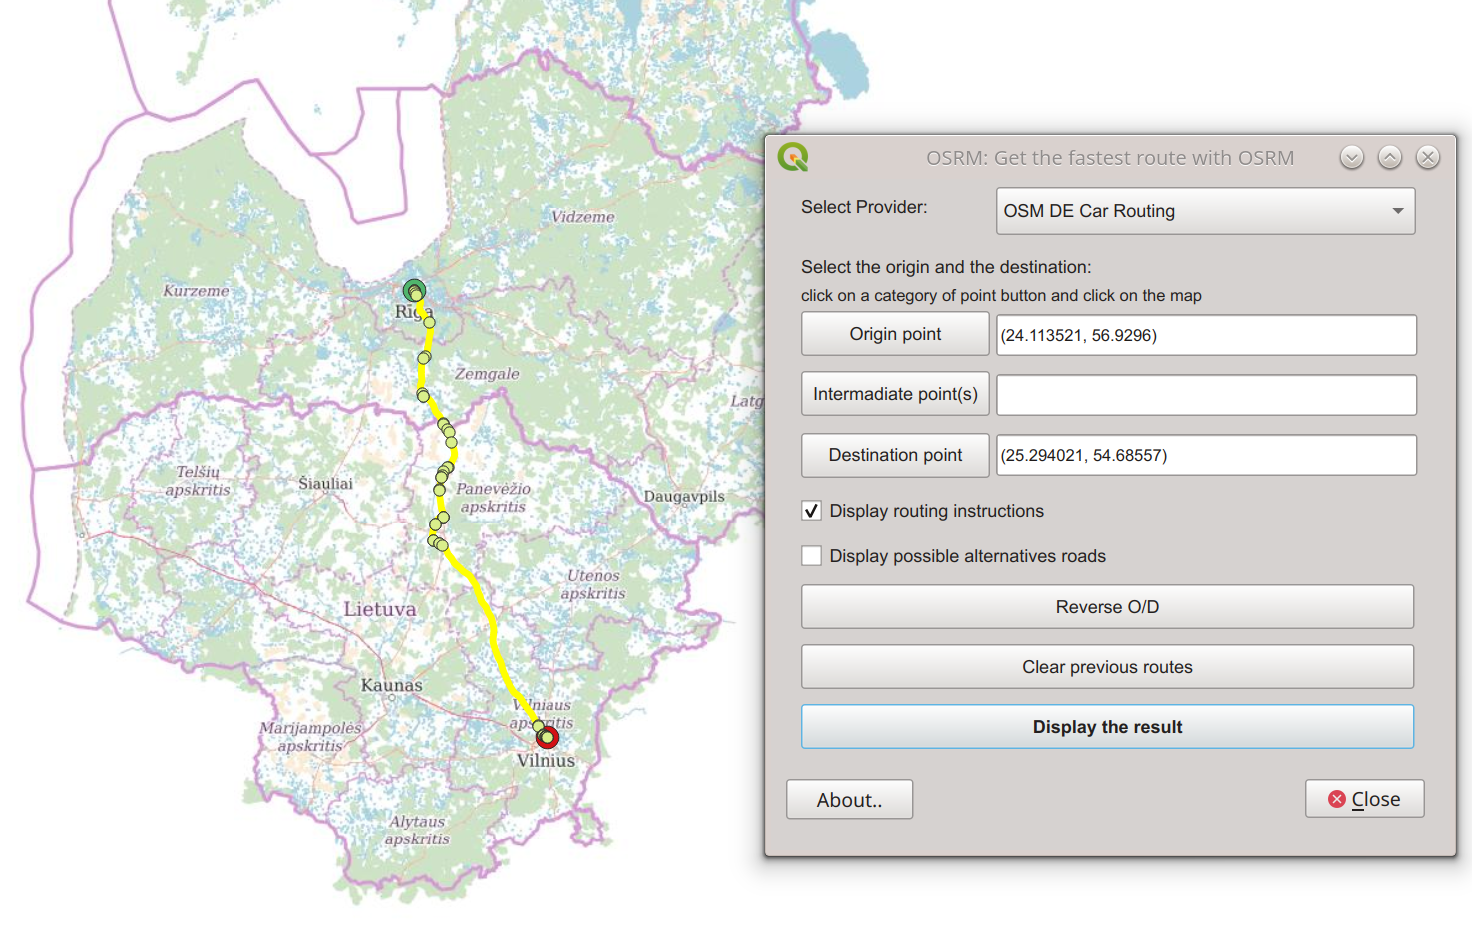 OSRM: Get the fastest route with OSRM
Select Provider:
OSM DE Car Routing
Select the origin and the destination:
click on a category of point button and click on the map
Origin point
(24.113521, 56.9296)
Intermadiate point(s)
Destination point
(25.294021, 54.68557)
Display routing instructions
Display possible alternatives roads
Reverse O/D
Clear previous routes
Display the result
About..
Close
Vidzeme
Kurzeme
Rīga
Zemgale
Latg
Telšių
apskritis
Šiauliai
Panevėžio
apskritis
Daugavpils
Utenos
apskritis
Lietuva
Kaunas
Vilniaus
apskritis
Marijampolės
apskritis
Vilnius
Alytaus
apskritis